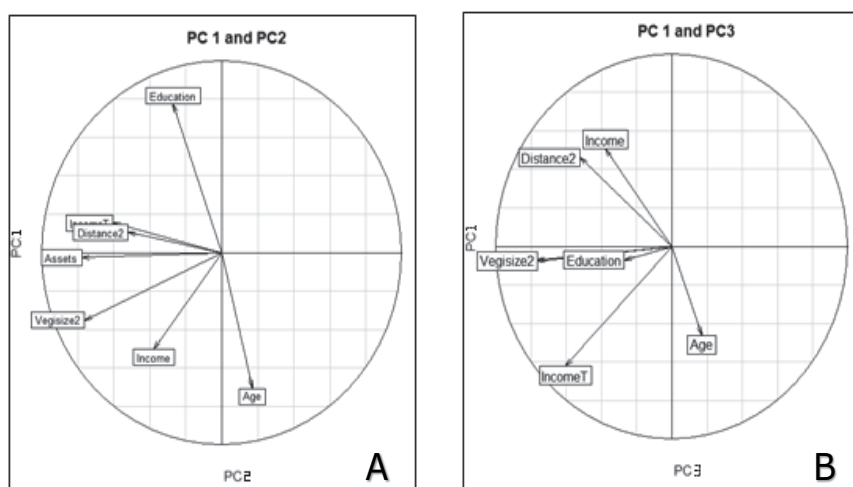 PC 1 and PC2
Education
IncomeT
Distance2
Assets
Vegisize2
Income
Age
PC1
PC2
A
PC 1 and PC3
Income
Distance2
Vegisize2
Education
Age
IncomeT
PC1
PC3
B